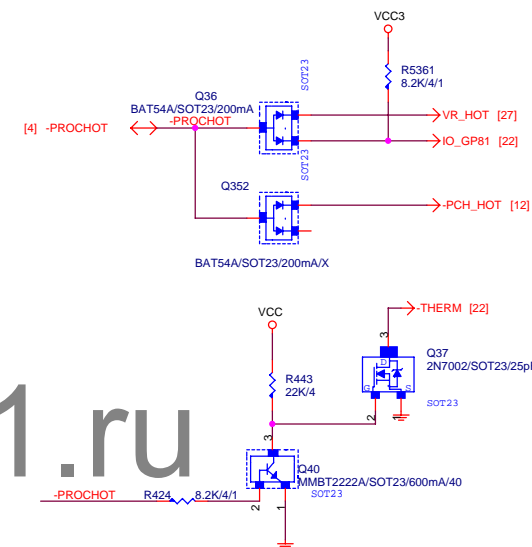 VCC3
SOT23
R5361
8.2K/4/1
Q36
BAT54A/SOT23/200mA
[4] -PROCHOT
-PROCHOT
VR_HOT [27]
IO_GP81 [22]
SOT23
Q352
-PCH_HOT [12]
BAT54A/SOT23/200mA/X
VCC
-THERM [22]
3
D
G
S
Q37
2N7002/SOT23/25p
SOT23
2
1
R443
22K/4
1.ru
3
Q40
MMBT2222A/SOT23/600mA/40
SOT23
-PROCHOT
R424
8.2K/4/1
2
1